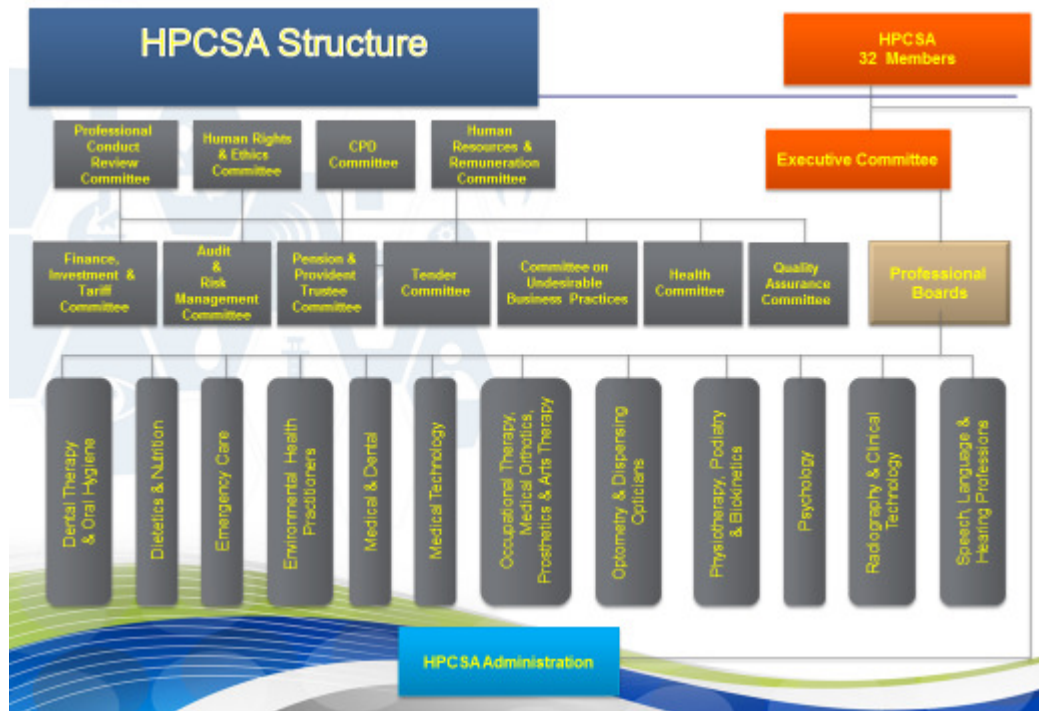 HPCSA Structure
HPCSA
32 Members
Professional
Conduct
Review
Committee
Human Rights
& Ethics
Committee
CPD
Committee
Human
Resources &
Remuneration
Committee
Executive Committee
Finance,
Investment &
Tariff
Committee
Audit
&
Risk
Management
Committee
Pension &
Provident
Trustee
Committee
Tender
Committee
Committee on
Undesirable
Business Practices
Health
Committee
Quality
Assurance
Committee
Professional
Boards
Dental Therapy
& Oral Hygiene
Dietetics & Nutrition
Emergency Care
Environmental Health
Practitioners
Medical & Dental
Medical Technology
Occupational Therapy,
Medical Orthotics,
Prosthetics & Arts Therapy
Optometry & Dispensing
Opticians
Physiotherapy, Podiatry
& Biokinetics
Psychology
Radiography & Clinical
Technology
Speech, Language &
Hearing Professions
HPCSA Administration